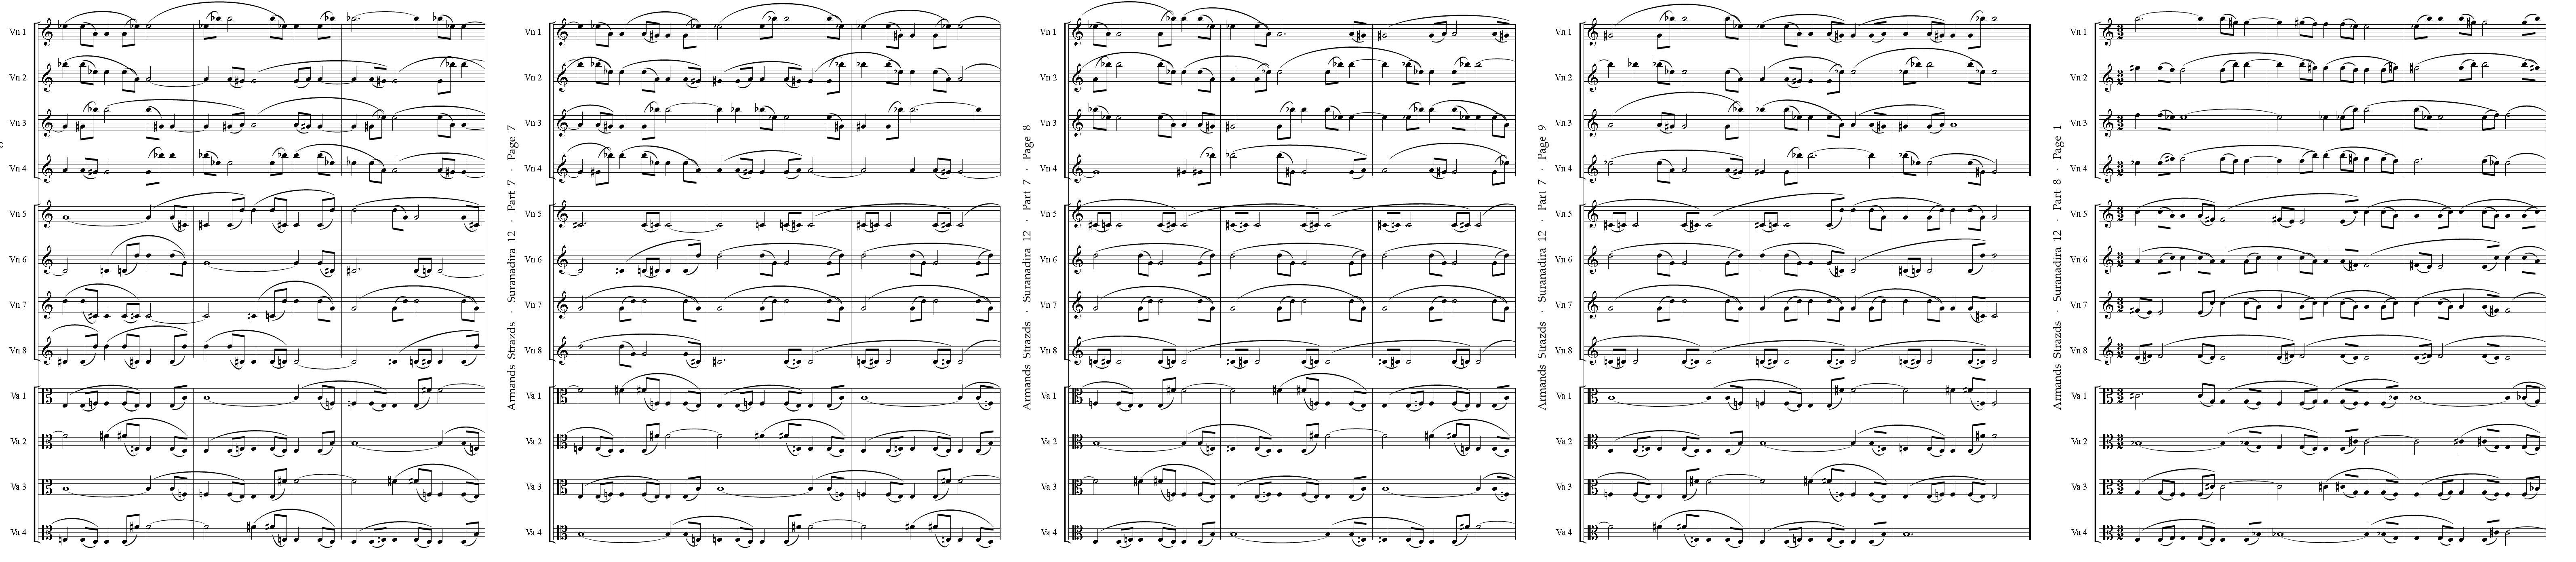 Vn 1
Vn 2
Vn 3
Vn 4
Vn 5
Vn 6
Vn 7
Vn 8
Va 1
Va 2
Va 3
Va 4
Armands Strazds · Suranadira 12 · Part 7 · Page 7
Vn 1
Vn 2
Vn 3
Vn 4
Vn 5
Vn 6
Vn 7
Vn 8
Va 1
Va 2
Va 3
Va 4
Armands Strazds · Suranadira 12 · Part 7 · Page 8
Vn 1
Vn 2
Vn 3
Vn 4
Vn 5
Vn 6
Vn 7
Vn 8
Va 1
Va 2
Va 3
Va 4
Armands Strazds · Suranadira 12 · Part 7 · Page 9
Vn 1
Vn 2
Vn 3
Vn 4
Vn 5
Vn 6
Vn 7
Vn 8
Va 1
Va 2
Va 3
Va 4
Armands Strazds · Suranadira 12 · Part 8 · Page 1
Vn 1
Vn 2
Vn 3
Vn 4
Vn 5
Vn 6
Vn 7
Vn 8
Va 1
Va 2
Va 3
Va 4